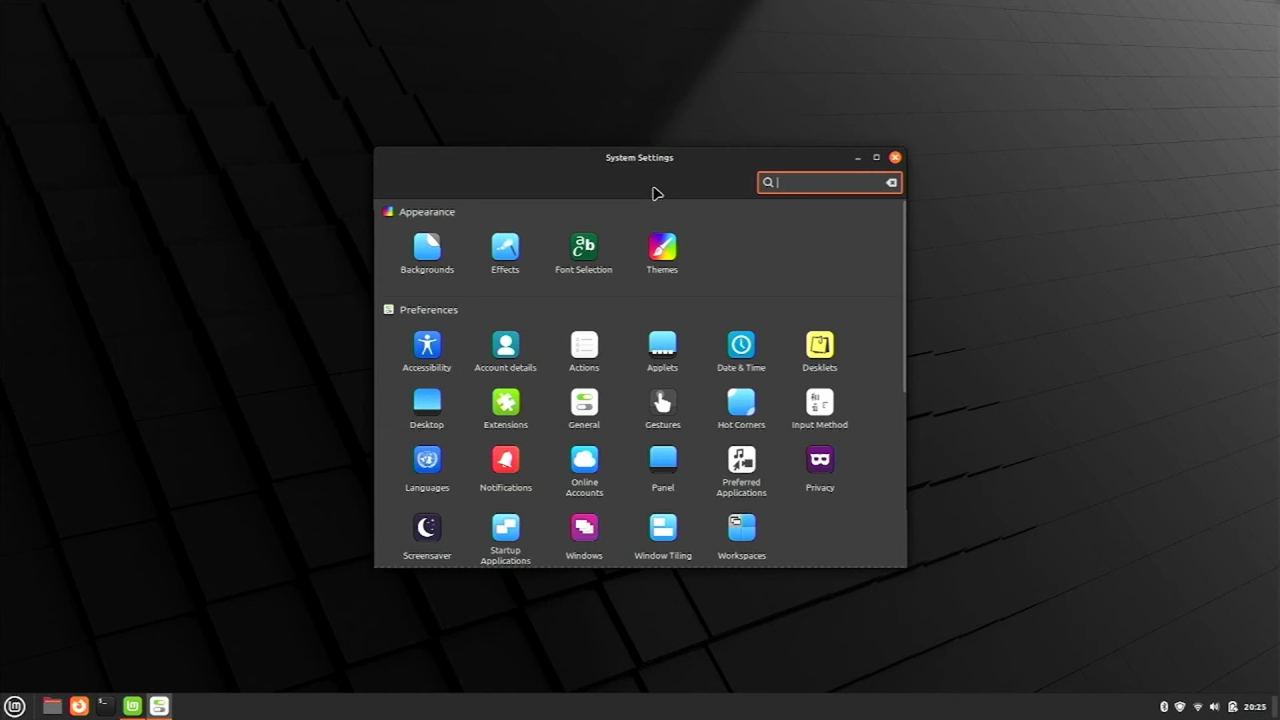 System Settings
Appearance
Backgrounds Effects Font Selection Themes
Preferences
Accessibility Account details Actions Applets Date & Time Desklets
Desktop Extensions General Gestures Hot Corners Input Method
Languages Notifications Online Accounts Panel Preferred Applications Privacy
Screensaver Startup Applications Windows Window Tiling Workspaces
20:25